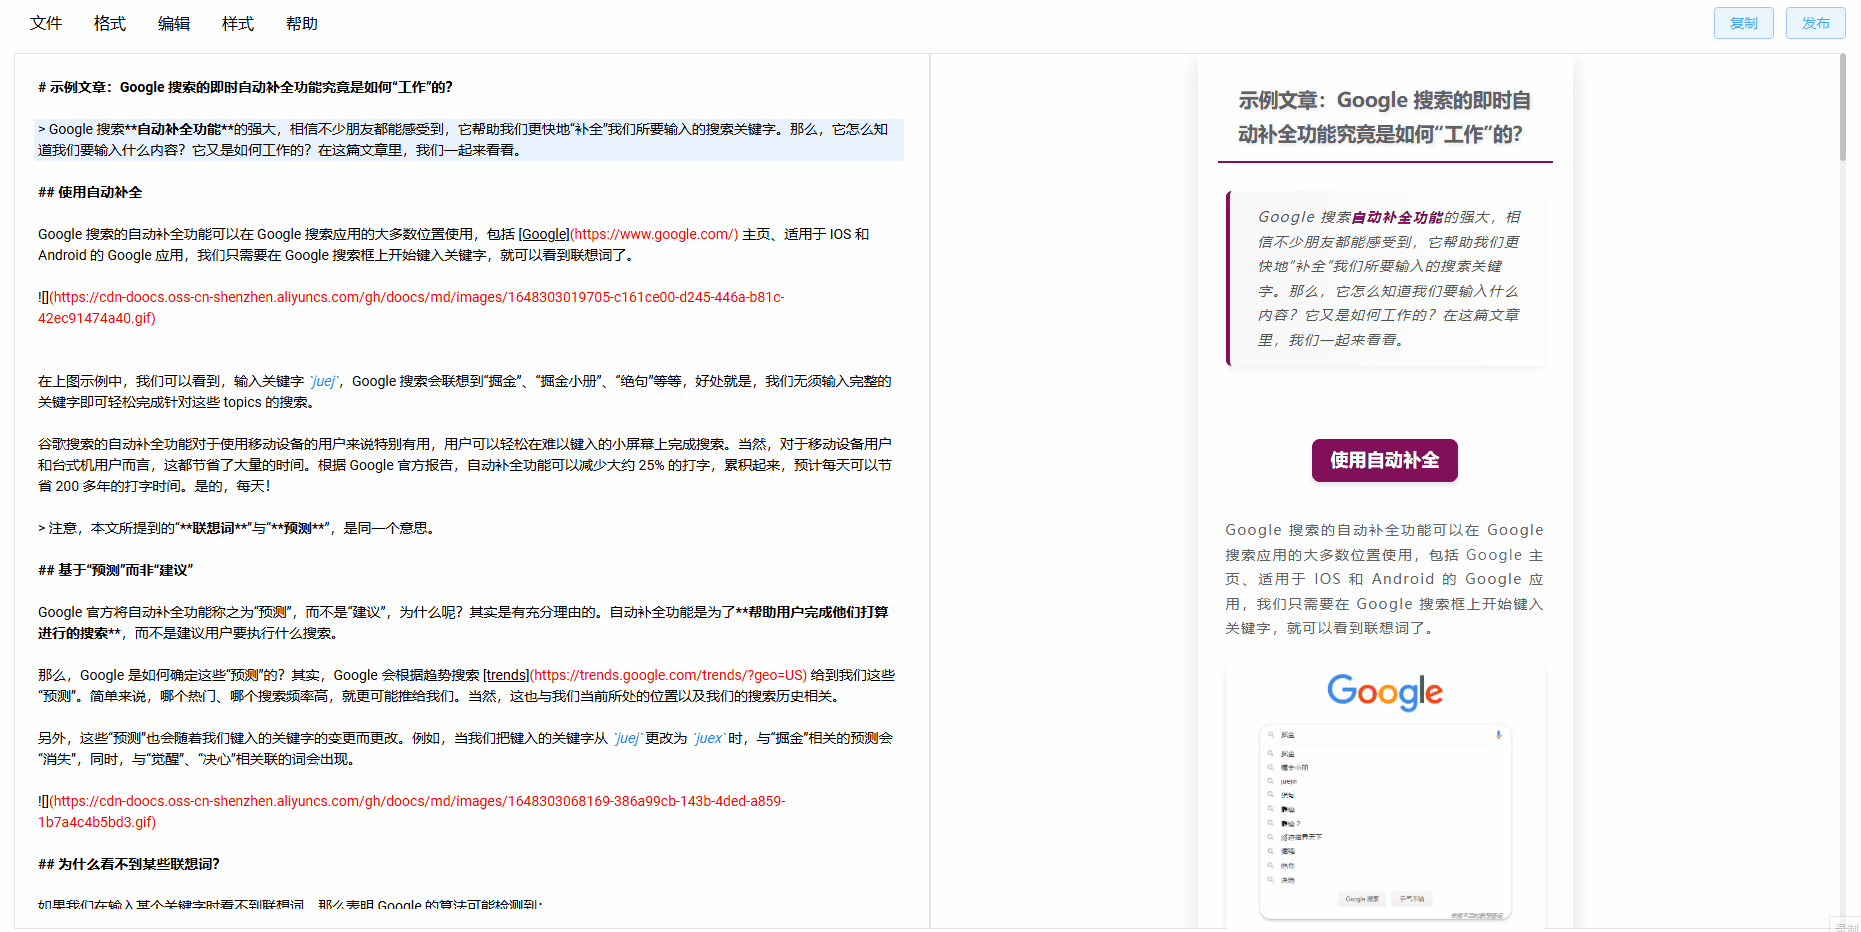 文件 格式 编辑 样式 帮助 复制 发布
# 示例文章：Google 搜索的即时自动补全功能究竟是如何“工作”的？
> Google 搜索**自动补全功能**的强大，相信不少朋友都能感受到，它帮助我们更快地“补全”我们所要输入的搜索关键字。那么，它怎么知
道我们要输入什么内容？它又是如何工作的？在这篇文章里，我们一起来看看。
## 使用自动补全
Google 搜索的自动补全功能可以在 Google 搜索应用的大多数位置使用，包括 [Google](https://www.google.com/) 主页、适用于 IOS 和
Android 的 Google 应用，我们只需要在 Google 搜索框上开始键入关键字，就可以看到联想词了。
![](https://cdn-doocs.oss-cn-shenzhen.aliyuncs.com/gh/doocs/md/images/1648303019705-c161ce00-d245-446a-b81c-
42ec91474a40.gif)
在上图示例中，我们可以看到，输入关键字 `juej`，Google 搜索会联想到“掘金”、“掘金小册”、“绝句”等等，好处就是，我们无须输入完整的
关键字即可轻松完成针对这些 topics 的搜索。
谷歌搜索的自动补全功能对于使用移动设备的用户来说特别有用，用户可以轻松在难以键入的小屏幕上完成搜索。当然，对于移动设备用户
和台式机用户而言，这都节省了大量的时间。根据 Google 官方报告，自动补全功能可以减少大约 25% 的打字，累积起来，预计每天可以节
省 200 多年的打字时间。是的，每天！
> 注意，本文所提到的“**联想词**”与“**预测**”，是同一个意思。
## 基于“预测”而非“建议”
Google 官方将自动补全功能称之为“预测”，而不是“建议”，为什么呢？其实是有充分理由的。自动补全功能是为了**帮助用户完成他们打算
进行的搜索**，而不是建议用户要执行什么搜索。
那么，Google 是如何确定这些“预测”的？其实，Google 会根据趋势搜索 [trends](https://trends.google.com/trends/?geo=US) 给到我们这些
“预测”。简单来说，哪个热门、哪个搜索频率高，就更可能推给我们。当然，这也与我们当前所处的位置以及我们的搜索历史相关。
另外，这些“预测”也会随着我们键入的关键字的变更而更改。例如，当我们把键入的关键字从 `juej` 更改为 `juex` 时，与“掘金”相关的预测会
“消失”，同时，与“觉醒”、“决心”相关联的词会出现。
![](https://cdn-doocs.oss-cn-shenzhen.aliyuncs.com/gh/doocs/md/images/1648303068169-386a99cb-143b-4ded-a859-
1b7a4c4b5bd3.gif)
## 为什么看不到某些联想词？
如果我们在输入某个关键字时看不到联想词，那么表明 Google 的算法可能检测到：
示例文章：Google 搜索的即时自
动补全功能究竟是如何“工作”的？
Google 搜索自动补全功能的强大，相
信不少朋友都能感受到，它帮助我们更
快地“补全”我们所要输入的搜索关键
字。那么，它怎么知道我们要输入什么
内容？它又是如何工作的？在这篇文章
里，我们一起来看看。
使用自动补全
Google 搜索的自动补全功能可以在 Google
搜索应用的大多数位置使用，包括 Google 主
页、适用于 IOS 和 Android 的 Google 应
用，我们只需要在 Google 搜索框上开始键入
关键字，就可以看到联想词了。
Google
掘金
掘金
掘金小册
juejin
绝句
倔强
绝代
决绝
Google 搜索 手气不错
录制